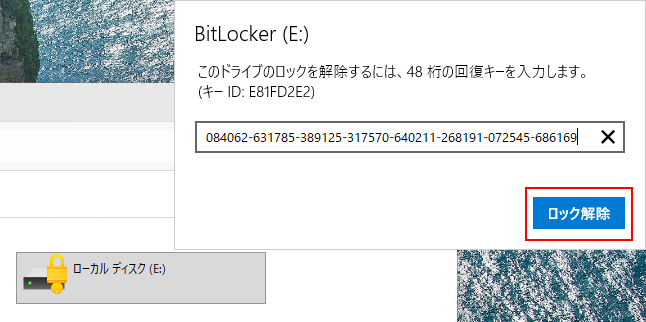 BitLocker (E:)
このドライブのロックを解除するには、48 桁の回復キーを入力します。
(キー ID: E81FD2E2)
084062-631785-389125-317570-640211-268191-072545-686169
ロック解除
ローカル ディスク (E:)